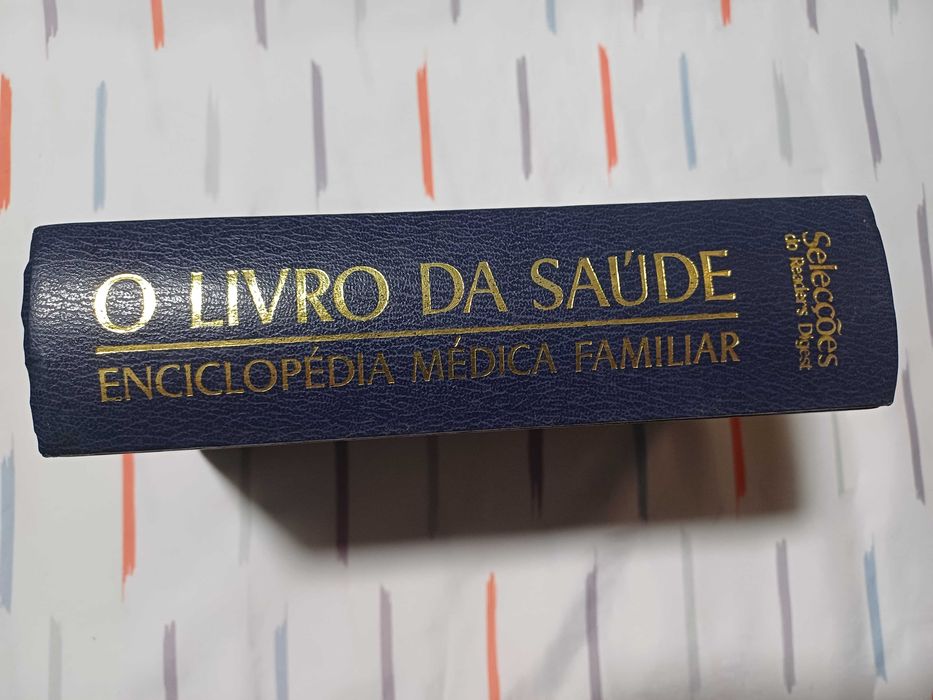 O LIVRO DA SAÚDE
ENCICLOPÉDIA MÉDICA FAMILIAR
Selecções
do Reader's Digest